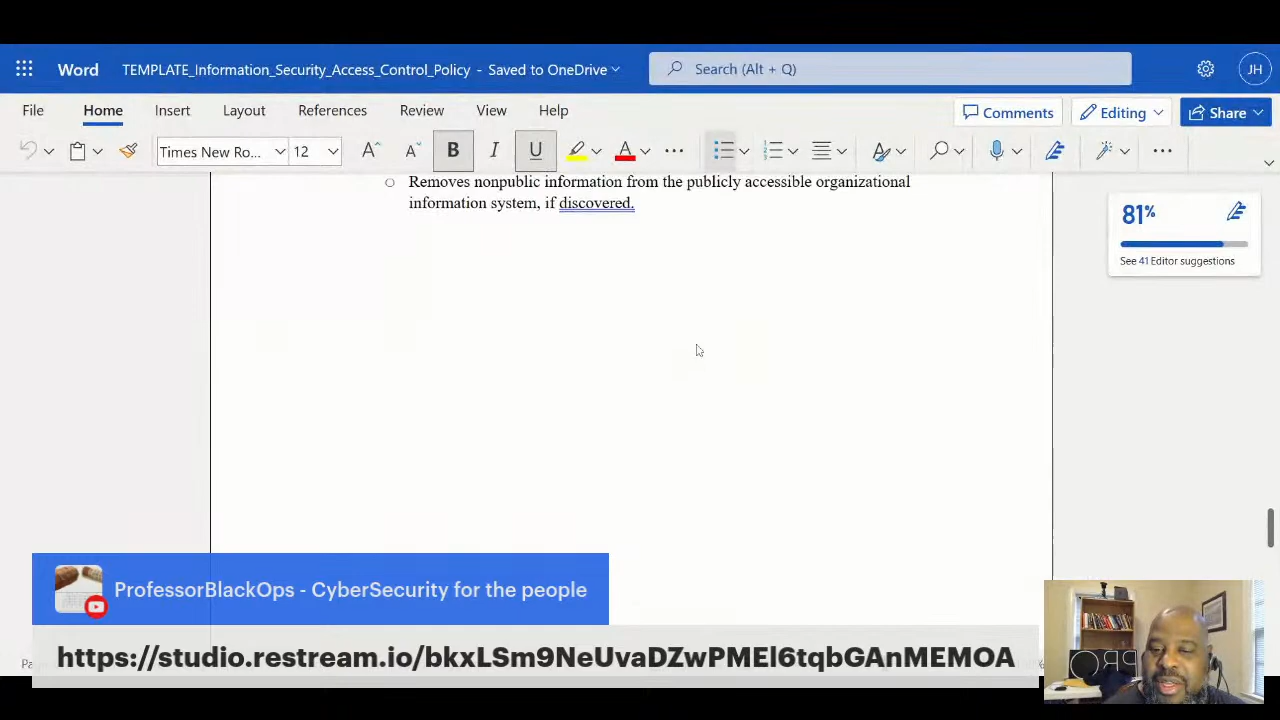 Word TEMPLATE_Information_Security_Access_Control_Policy - Saved to OneDrive Search (Alt + Q) JH
File Home Insert Layout References Review View Help Comments Editing Share
Times New Ro... 12 A A B I U A
Removes nonpublic information from the publicly accessible organizational
information system, if discovered.
81%
See 41 Editor suggestions
ProfessorBlackOps - CyberSecurity for the people
https://studio.restream.io/bkxLSm9NeUvaDZwPMEl6tqbGAnMEMOA